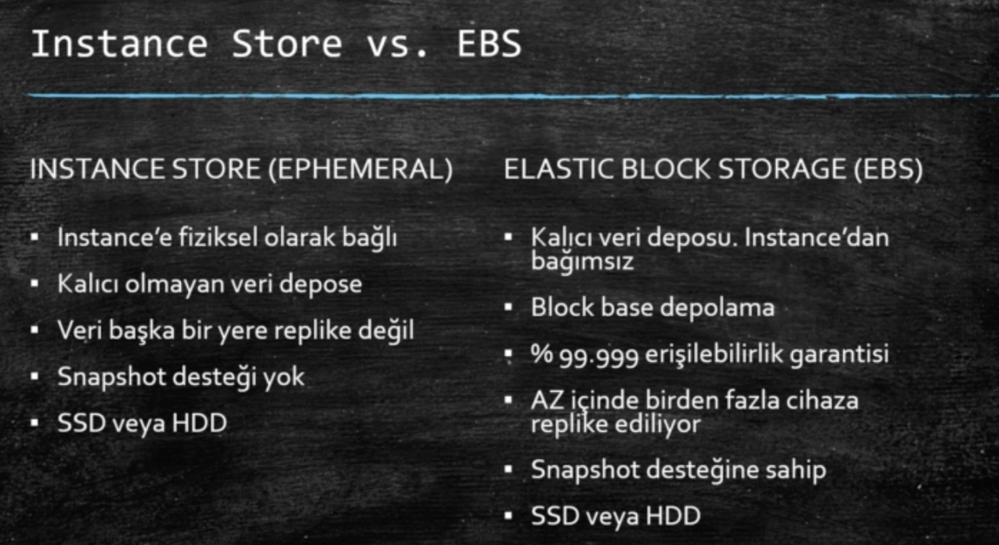 Instance Store vs. EBS
INSTANCE STORE (EPHEMERAL)
Instance’e fiziksel olarak bağlı
Kalıcı olmayan veri depose
Veri başka bir yere replike değil
Snapshot desteği yok
SSD veya HDD
ELASTIC BLOCK STORAGE (EBS)
Kalıcı veri deposu. Instance’dan
bağımsız
Block base depolama
% 99.999 erişilebilirlik garantisi
AZ içinde birden fazla cihaza
replike ediliyor
Snapshot desteğine sahip
SSD veya HDD